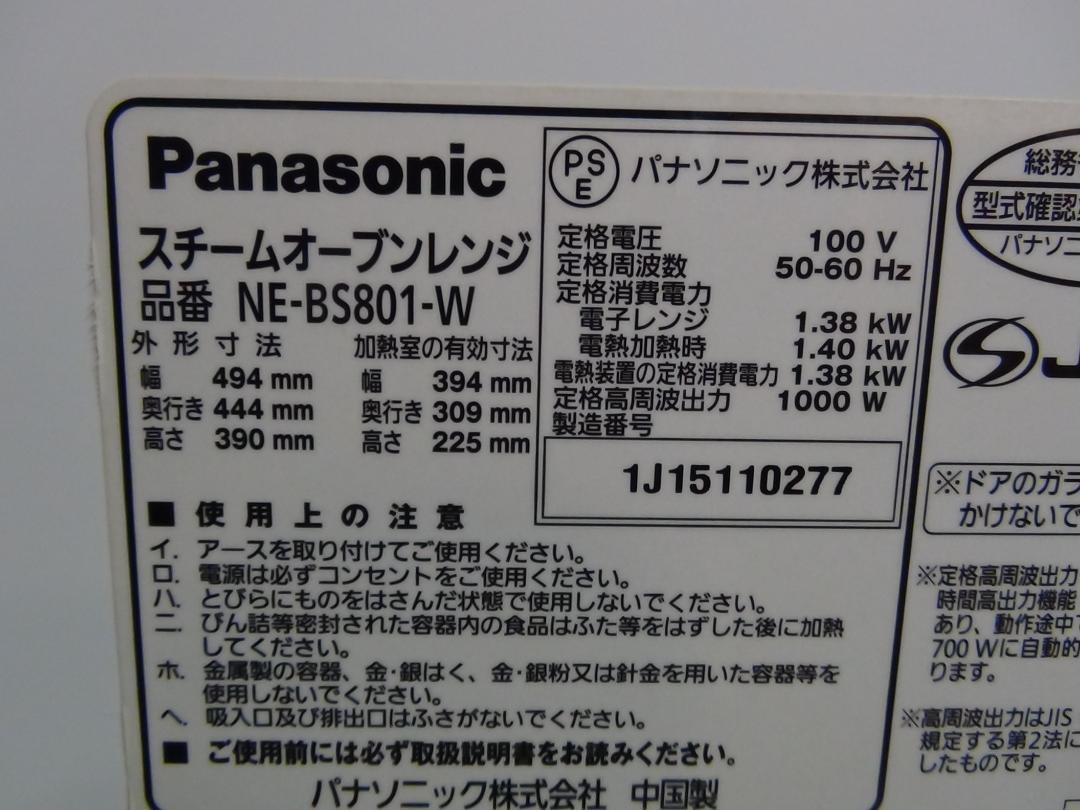 Panasonic
スチームオーブンレンジ
品番 NE-BS801-W
外形寸法 加熱室の有効寸法
幅 494 mm 幅 394 mm
奥行き 444 mm 奥行き 309 mm
高さ 390 mm 高さ 225 mm
PS
E
パナソニック株式会社
定格電圧 100 V
定格周波数 50-60 Hz
定格消費電力
電子レンジ 1.38 kW
電熱加熱時 1.40 kW
電熱装置の定格消費電力 1.38 kW
定格高周波出力 1000 W
製造番号
1J15110277
■ 使用上の注意
イ. アースを取り付けてご使用ください。
ロ. 電源は必ずコンセントをご使用ください。
ハ. とびらにものをはさんだ状態で使用しないでください。
ニ. びん詰等密封された容器内の食品はふた等をはずした後に加熱
してください。
ホ. 金属製の容器、金・銀はく、金・銀粉又は針金を用いた容器等を
使用しないでください。
ヘ. 吸入口及び排出口はふさがないでください。
■ ご使用前には必ず取扱説明書をお読みください。
パナソニック株式会社 中国製
総務
型式確認
パナソニ
※ドアのガラ
かけないで
※定格高周波出力
時間高出力機能
あり、動作途中で
700 Wに自動的
ります。
※高周波出力はJIS
規定する第2法に
したものです。